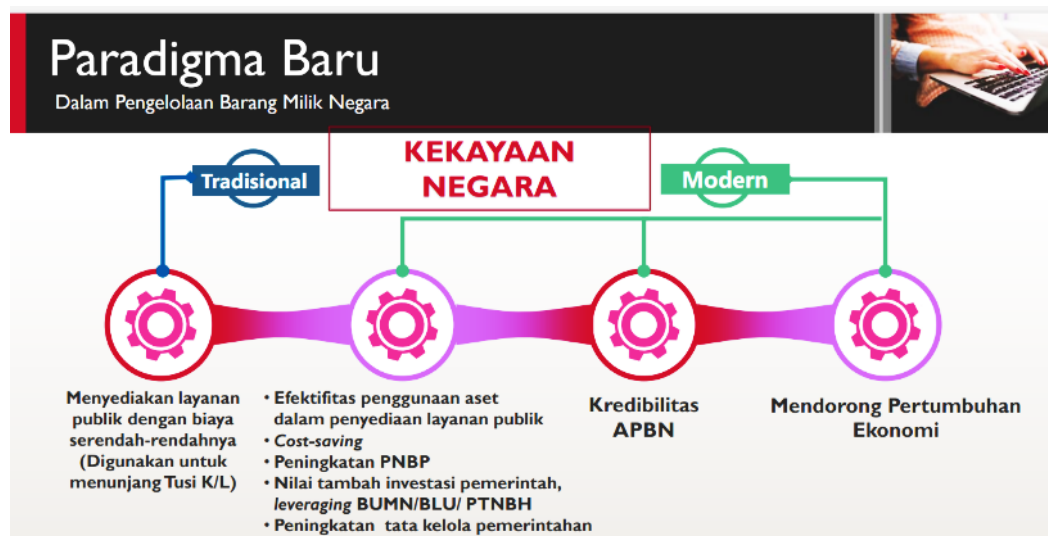 Paradigma Baru
Dalam Pengelolaan Barang Milik Negara
KEKAYAAN
NEGARA
Tradisional
Modern
Menyediakan layanan
publik dengan biaya
serendah-rendahnya
(Digunakan untuk
menunjang Tusi K/L)
• Efektifitas penggunaan aset
dalam penyediaan layanan publik
• Cost-saving
• Peningkatan PNBP
• Nilai tambah investasi pemerintah,
leveraging BUMN/BLU/ PTNBH
• Peningkatan tata kelola pemerintahan
Kredibilitas
APBN
Mendorong Pertumbuhan
Ekonomi